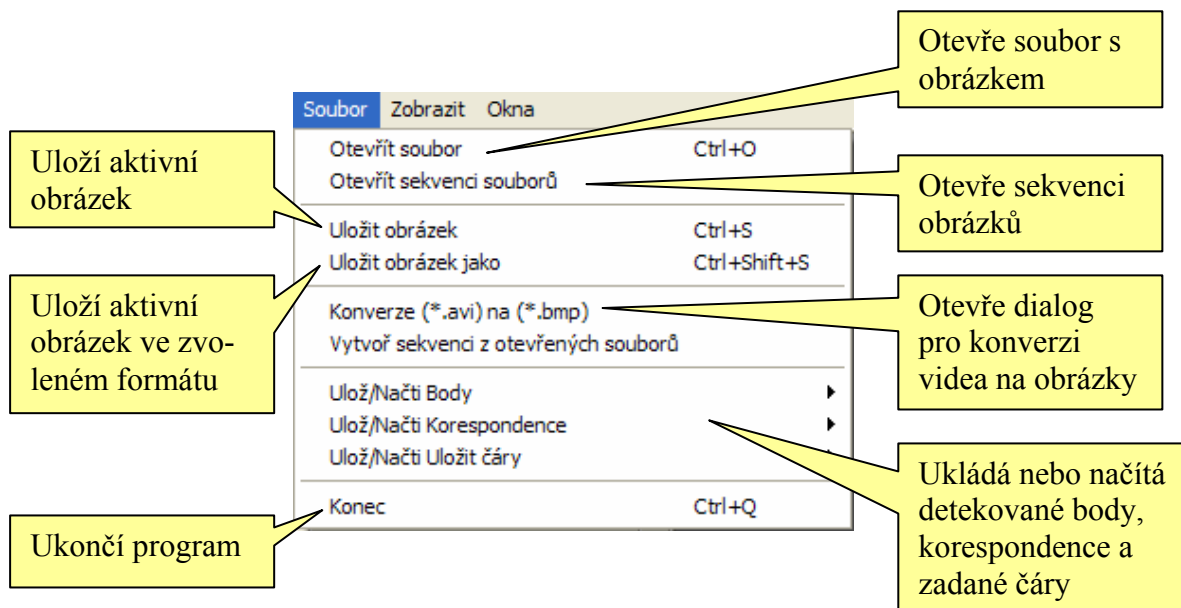 Otevře soubor s
obrázkem
Soubor Zobrazit Okna
Otevřít soubor Ctrl+O
Otevřít sekvenci souborů
Uloží aktivní
obrázek
Otevře sekvenci
obrázků
Uložit obrázek Ctrl+S
Uložit obrázek jako Ctrl+Shift+S
Uloží aktivní
obrázek ve zvo-
leném formátu
Konverze (*.avi) na (*.bmp)
Vytvoř sekvenci z otevřených souborů
Otevře dialog
pro konverzi
videa na obrázky
Ulož/Načti Body
Ulož/Načti Korespondence
Ulož/Načti Uložit čáry
Ukládá nebo načítá
detekované body,
korespondence a
zadané čáry
Konec Ctrl+Q
Ukončí program